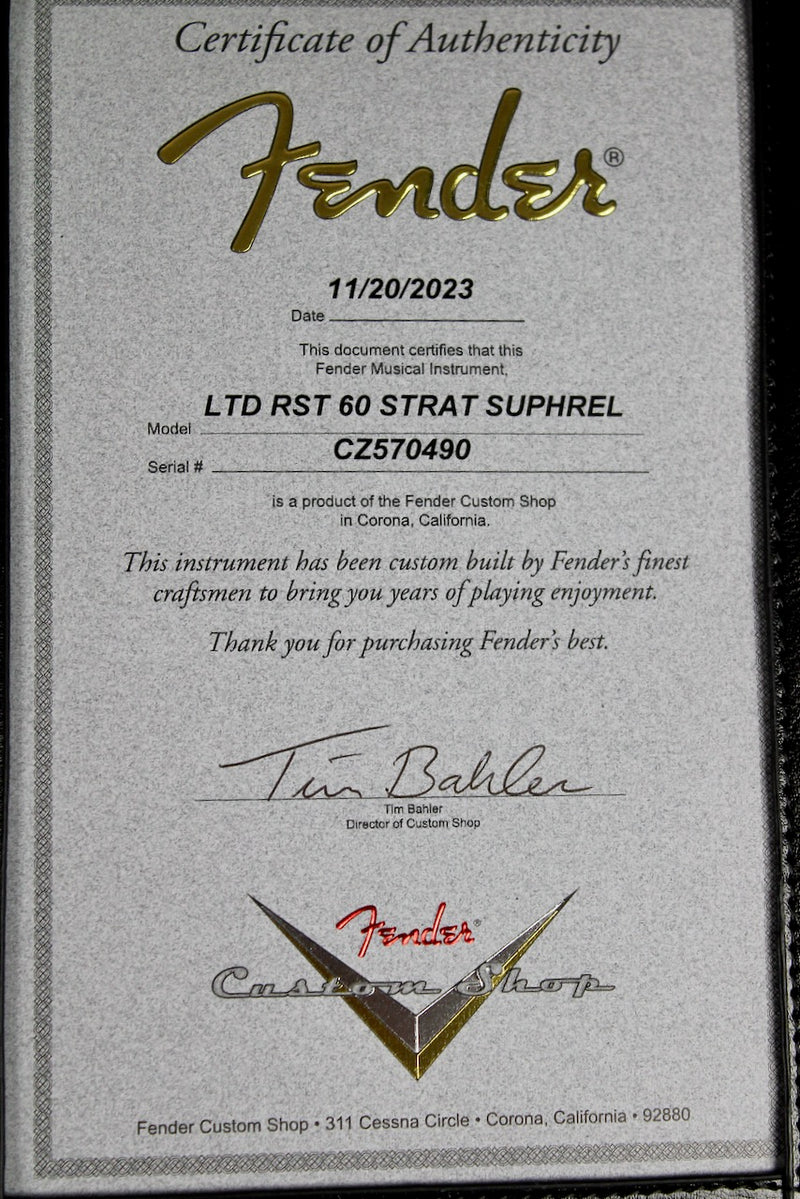 Certificate of Authenticity
Fender®
11/20/2023
Date
This document certifies that this
Fender Musical Instrument,
LTD RST 60 STRAT SUPHREL
Model
CZ570490
Serial #
is a product of the Fender Custom Shop
in Corona, California.
This instrument has been custom built by Fender's finest
craftsmen to bring you years of playing enjoyment.
Thank you for purchasing Fender's best.
Tim Bahler
Tim Bahler
Director of Custom Shop
Fender®
Custom Shop
Fender Custom Shop • 311 Cessna Circle • Corona, California • 92880